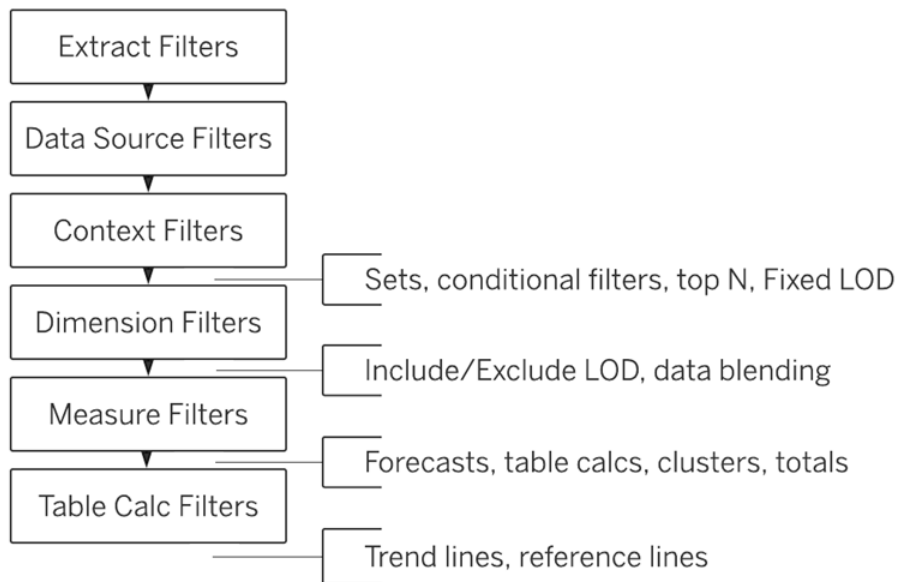 Extract Filters
Data Source Filters
Context Filters
Sets, conditional filters, top N, Fixed LOD
Dimension Filters
Include/Exclude LOD, data blending
Measure Filters
Forecasts, table calcs, clusters, totals
Table Calc Filters
Trend lines, reference lines